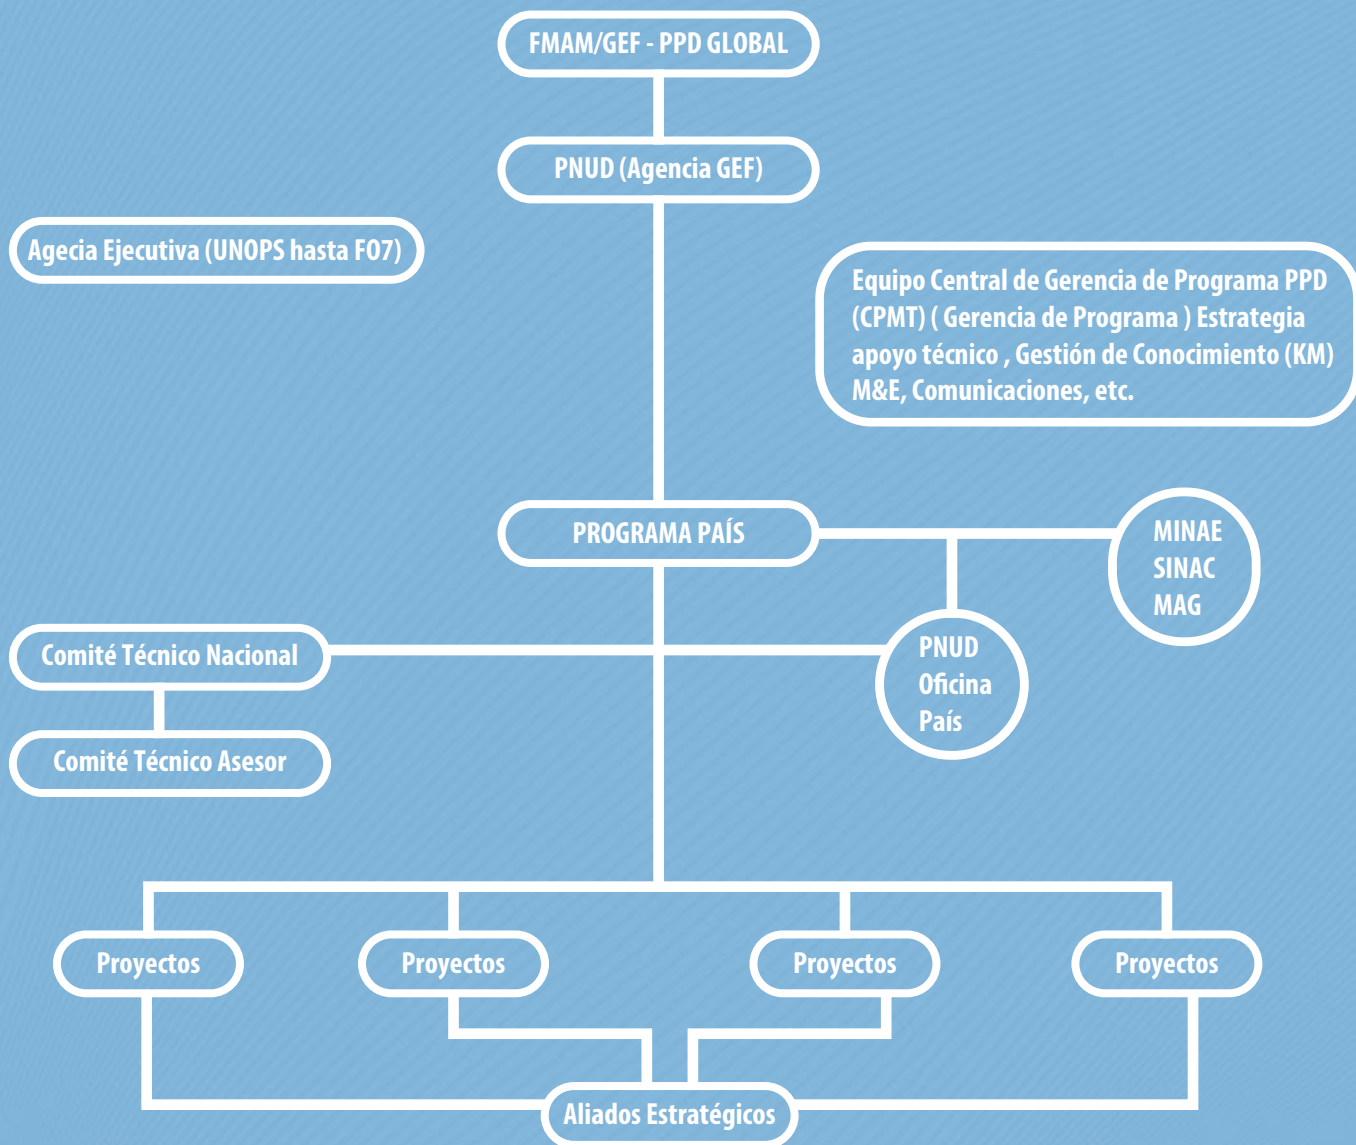 FMAM/GEF - PPD GLOBAL
PNUD (Agencia GEF)
Agecia Ejecutiva (UNOPS hasta FO7)
Equipo Central de Gerencia de Programa PPD
(CPMT) ( Gerencia de Programa ) Estrategia
apoyo técnico , Gestión de Conocimiento (KM)
M&E, Comunicaciones, etc.
PROGRAMA PAÍS
MINAE
SINAC
MAG
Comité Técnico Nacional
PNUD
Oficina
País
Comité Técnico Asesor
Proyectos
Proyectos
Proyectos
Proyectos
Aliados Estratégicos